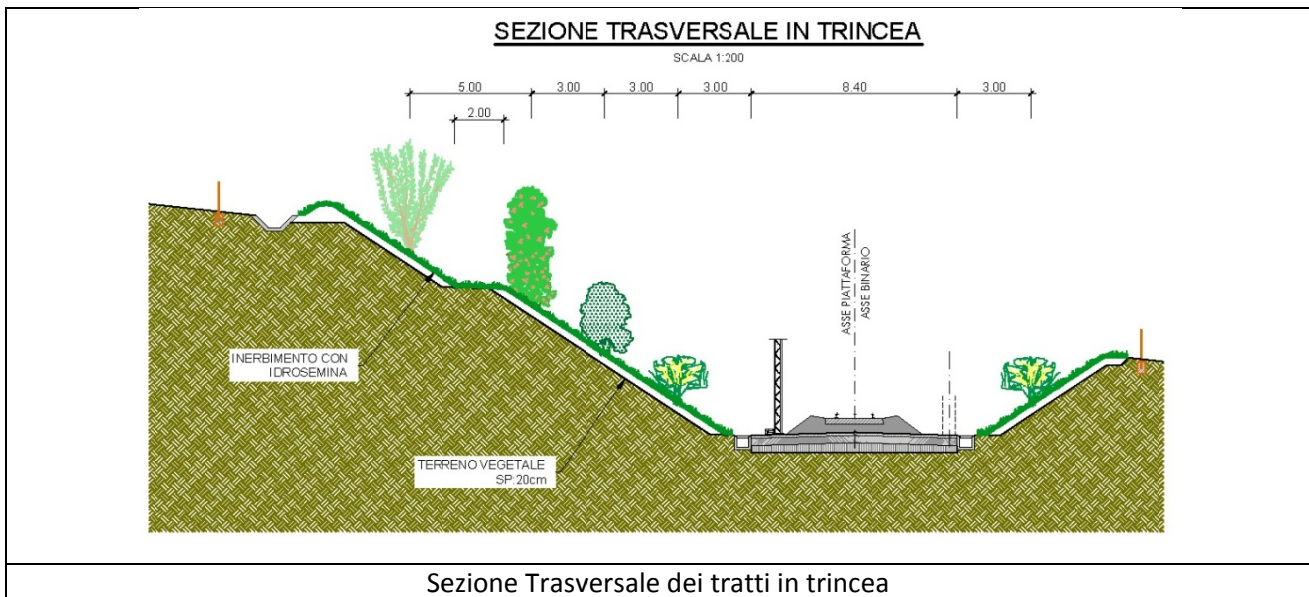 SEZIONE TRASVERSALE IN TRINCEA
SCALA 1:200
5.00 3.00 3.00 3.00 8.40 3.00
2.00
ASSE PIATTAFORMA
ASSE BINARIO
INERBIMENTO CON
IDROSEMINA
TERRENO VEGETALE
SP:20cm
Sezione Trasversale dei tratti in trincea